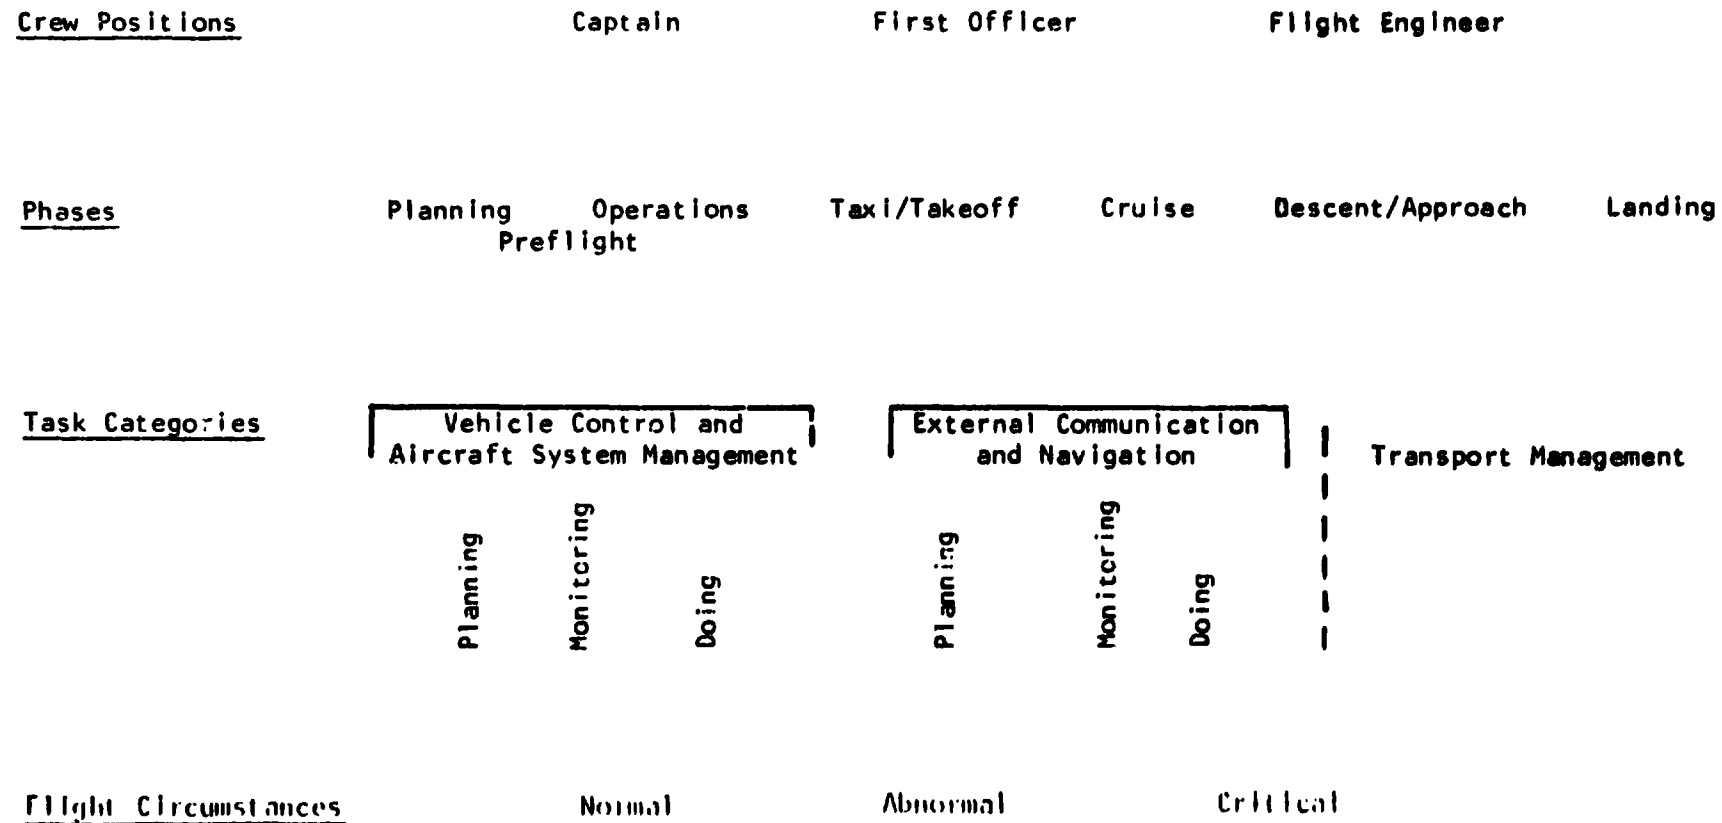 Crew Positions Captain First Officer Flight Engineer
Phases Planning Operations Taxi/Takeoff Cruise Descent/Approach Landing
Preflight
Task Categories Vehicle Control and External Communication
Aircraft System Management and Navigation Transport Management
Planning Monitoring Doing Planning Monitoring Doing
Flight Circumstances Normal Abnormal Critical